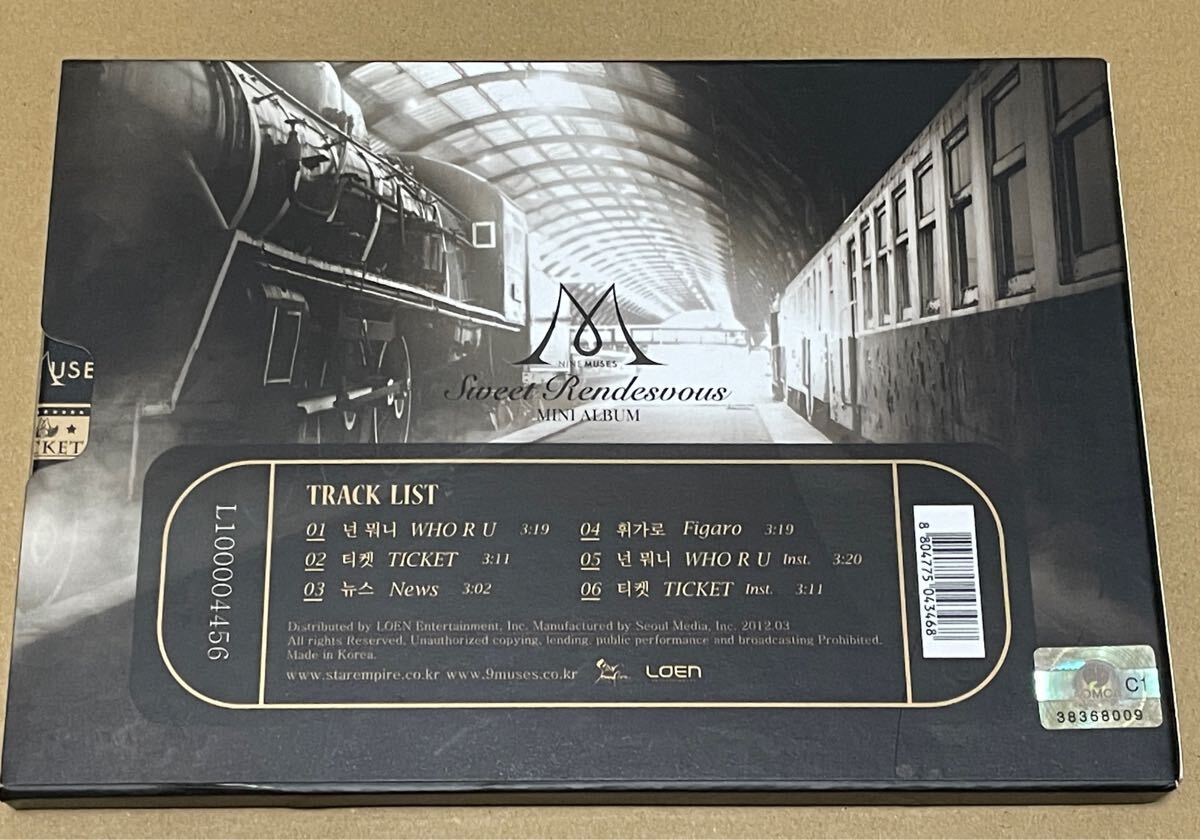 NINE MUSES
Sweet Rendesvous
MINI ALBUM
USE
KET
TRACK LIST
01 넌 뭐니 WHO R U 3:19
02 티켓 TICKET 3:11
03 뉴스 News 3:02
04 휘가로 Figaro 3:19
05 넌 뭐니 WHO R U Inst. 3:20
06 티켓 TICKET Inst. 3:11
Distributed by LOEN Entertainment, Inc. Manufactured by Seoul Media, Inc. 2012.03
All rights Reserved. Unauthorized copying, lending, public performance and broadcasting Prohibited.
Made in Korea.
www.starempire.co.kr www.9muses.co.kr LOEN
L100004456
8 804775 043468
KOMCA C1
38368009